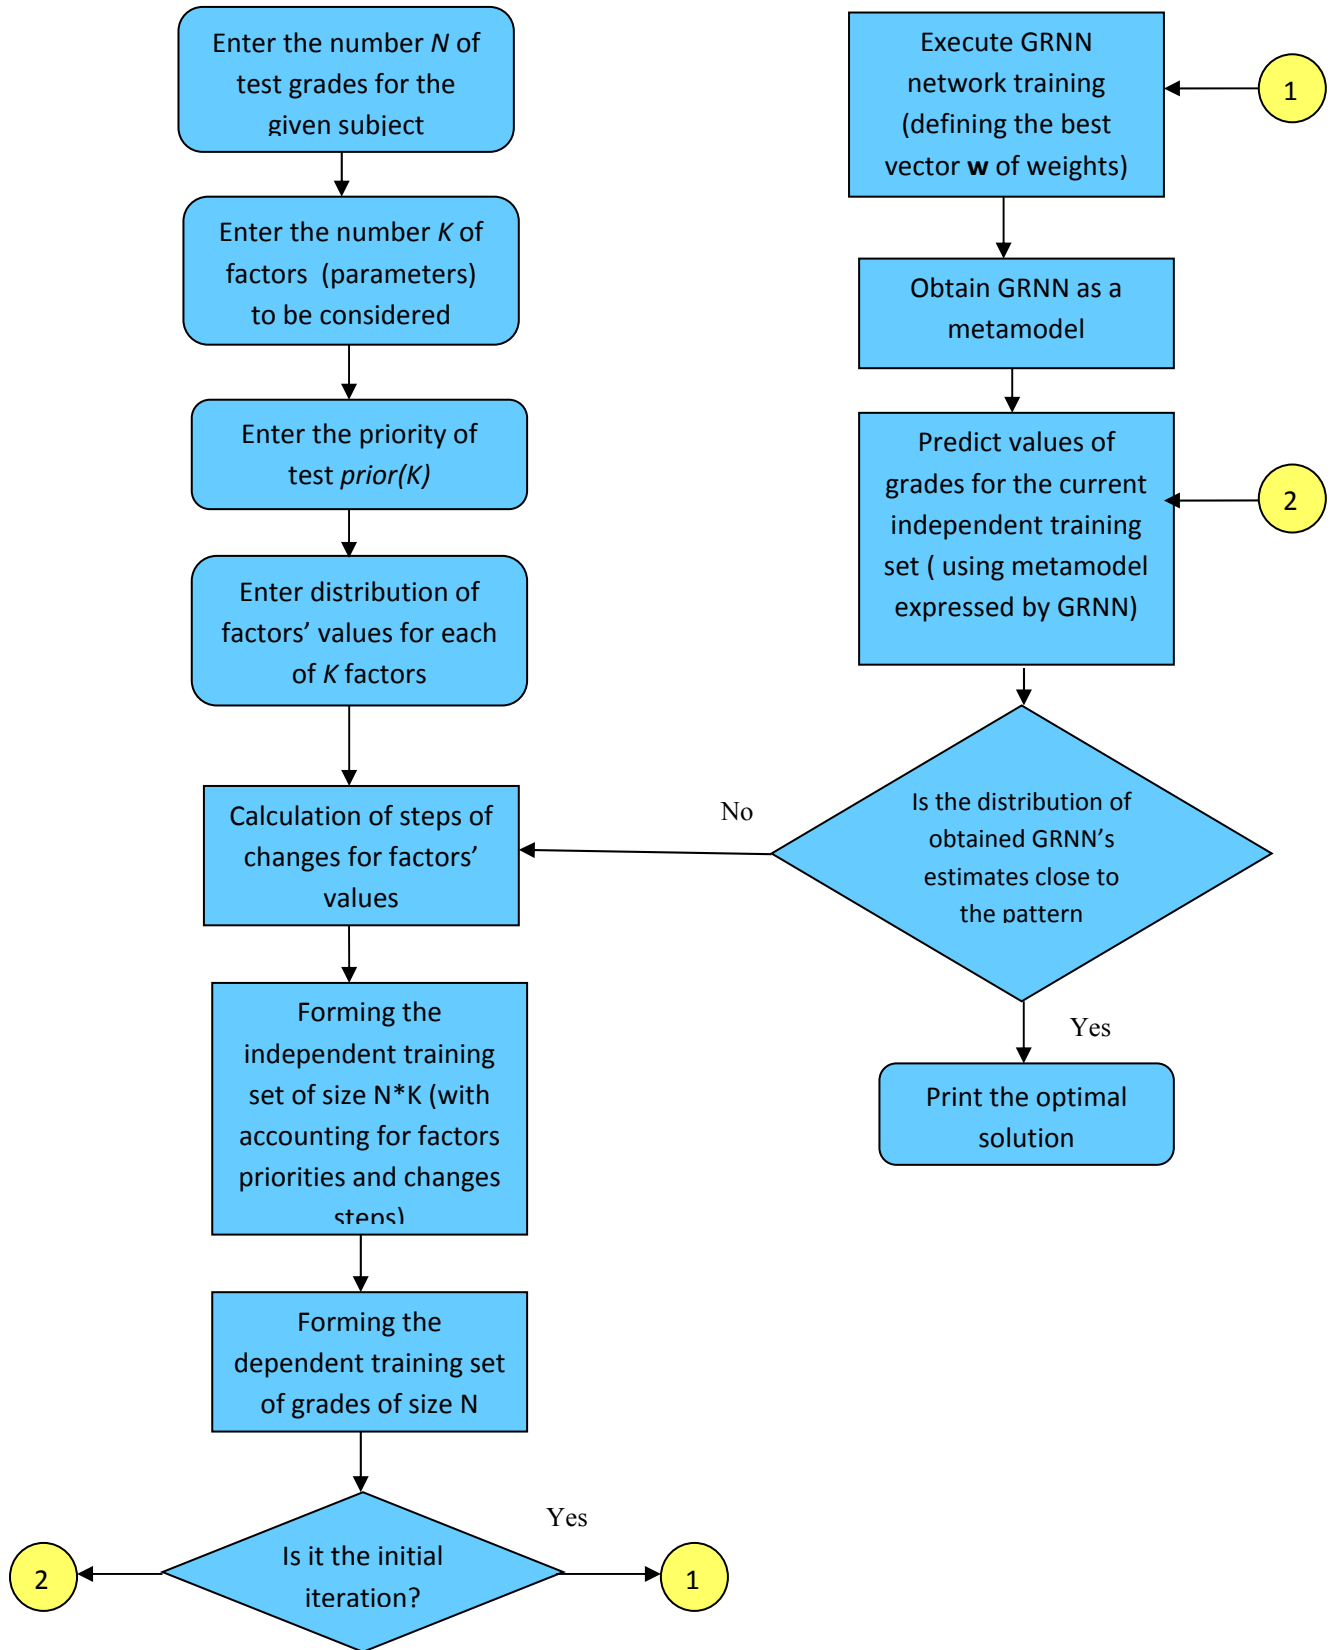 Enter the number N of
test grades for the
given subject
Enter the number K of
factors (parameters)
to be considered
Enter the priority of
test prior(K)
Enter distribution of
factors’ values for each
of K factors
Calculation of steps of
changes for factors’
values
Forming the
independent training
set of size N*K (with
accounting for factors
priorities and changes
steps)
Forming the
dependent training set
of grades of size N
Is it the initial
iteration?
Yes
2
1
Execute GRNN
network training
(defining the best
vector w of weights)
1
Obtain GRNN as a
metamodel
Predict values of
grades for the current
independent training
set ( using metamodel
expressed by GRNN)
2
Is the distribution of
obtained GRNN’s
estimates close to
the pattern
No
Yes
Print the optimal
solution